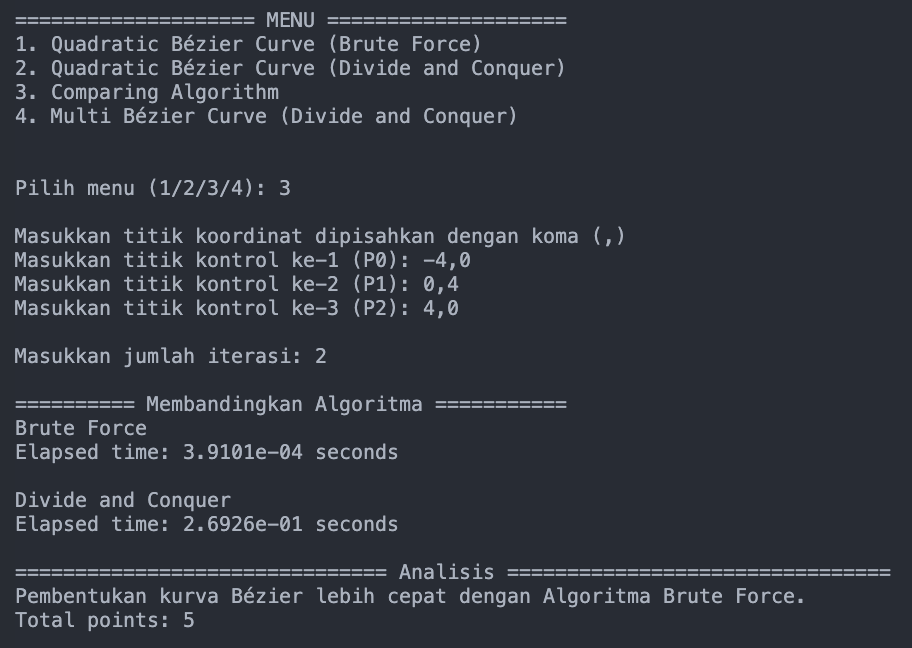 ==================== MENU ====================
1. Quadratic Bézier Curve (Brute Force)
2. Quadratic Bézier Curve (Divide and Conquer)
3. Comparing Algorithm
4. Multi Bézier Curve (Divide and Conquer)
Pilih menu (1/2/3/4): 3
Masukkan titik koordinat dipisahkan dengan koma (,)
Masukkan titik kontrol ke-1 (P0): -4,0
Masukkan titik kontrol ke-2 (P1): 0,4
Masukkan titik kontrol ke-3 (P2): 4,0
Masukkan jumlah iterasi: 2
========== Membandingkan Algoritma ===========
Brute Force
Elapsed time: 3.9101e-04 seconds
Divide and Conquer
Elapsed time: 2.6926e-01 seconds
=============================== Analisis ================================
Pembentukan kurva Bézier lebih cepat dengan Algoritma Brute Force.
Total points: 5